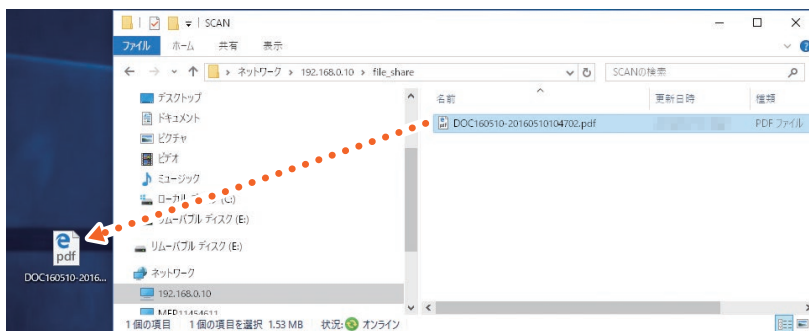 SCAN
ファイル ホーム 共有 表示
ネットワーク > 192.168.0.10 > file_share
SCANの検索
デスクトップ
ドキュメント
ピクチャ
ビデオ
ミュージック
ローカル ディスク (C:)
リムーバブル ディスク (E:)
リムーバブル ディスク (E:)
ネットワーク
192.168.0.10
MFP11454611
名前 更新日時 種類
DOC160510-20160510104702.pdf PDF ファイル
1 個の項目 1 個の項目を選択 1.53 MB 状況: オンライン
pdf
DOC160510-2016...